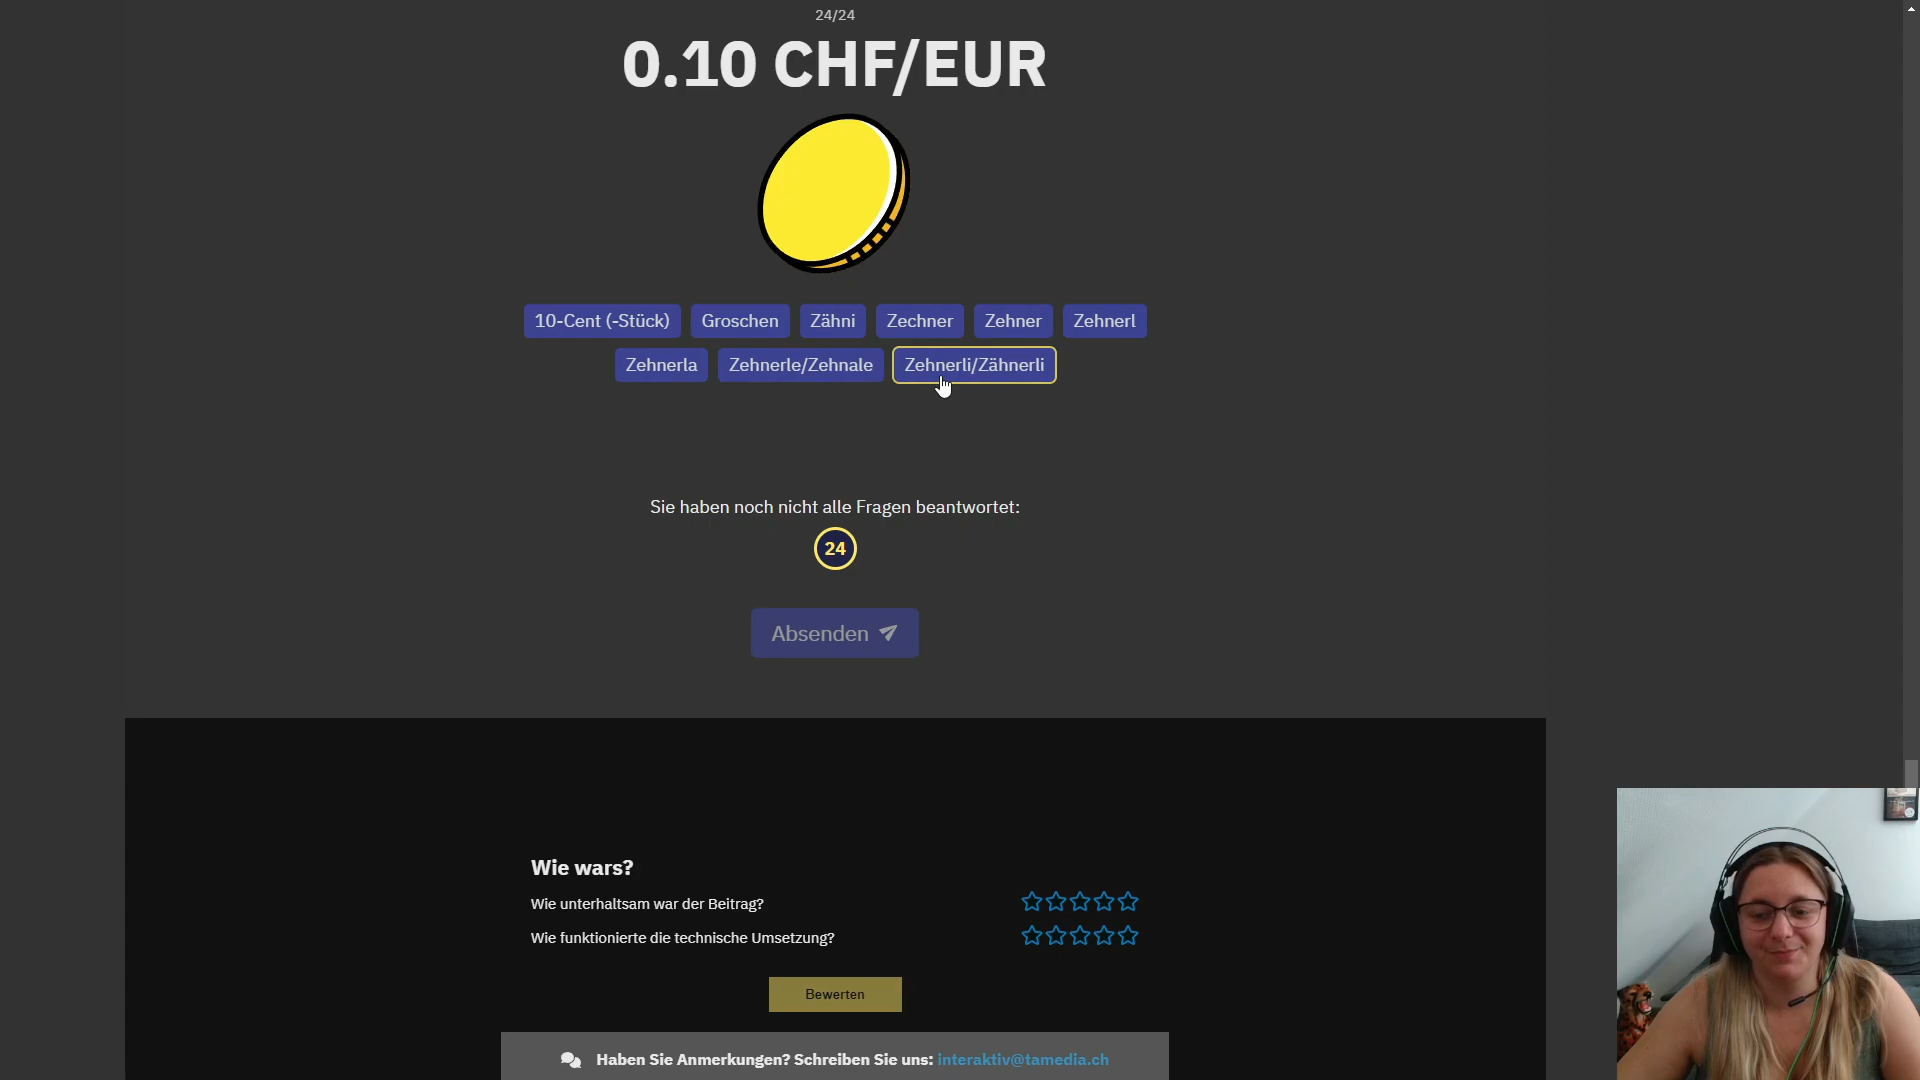 24/24
0.10 CHF/EUR
10-Cent (-Stück) Groschen Zähni Zechner Zehner Zehnerl
Zehnerla Zehnerle/Zehnale Zehnerli/Zähnerli
Sie haben noch nicht alle Fragen beantwortet:
24
Absenden
Wie wars?
Wie unterhaltsam war der Beitrag?
Wie funktionierte die technische Umsetzung?
Bewerten
Haben Sie Anmerkungen? Schreiben Sie uns: interaktiv@tamedia.ch